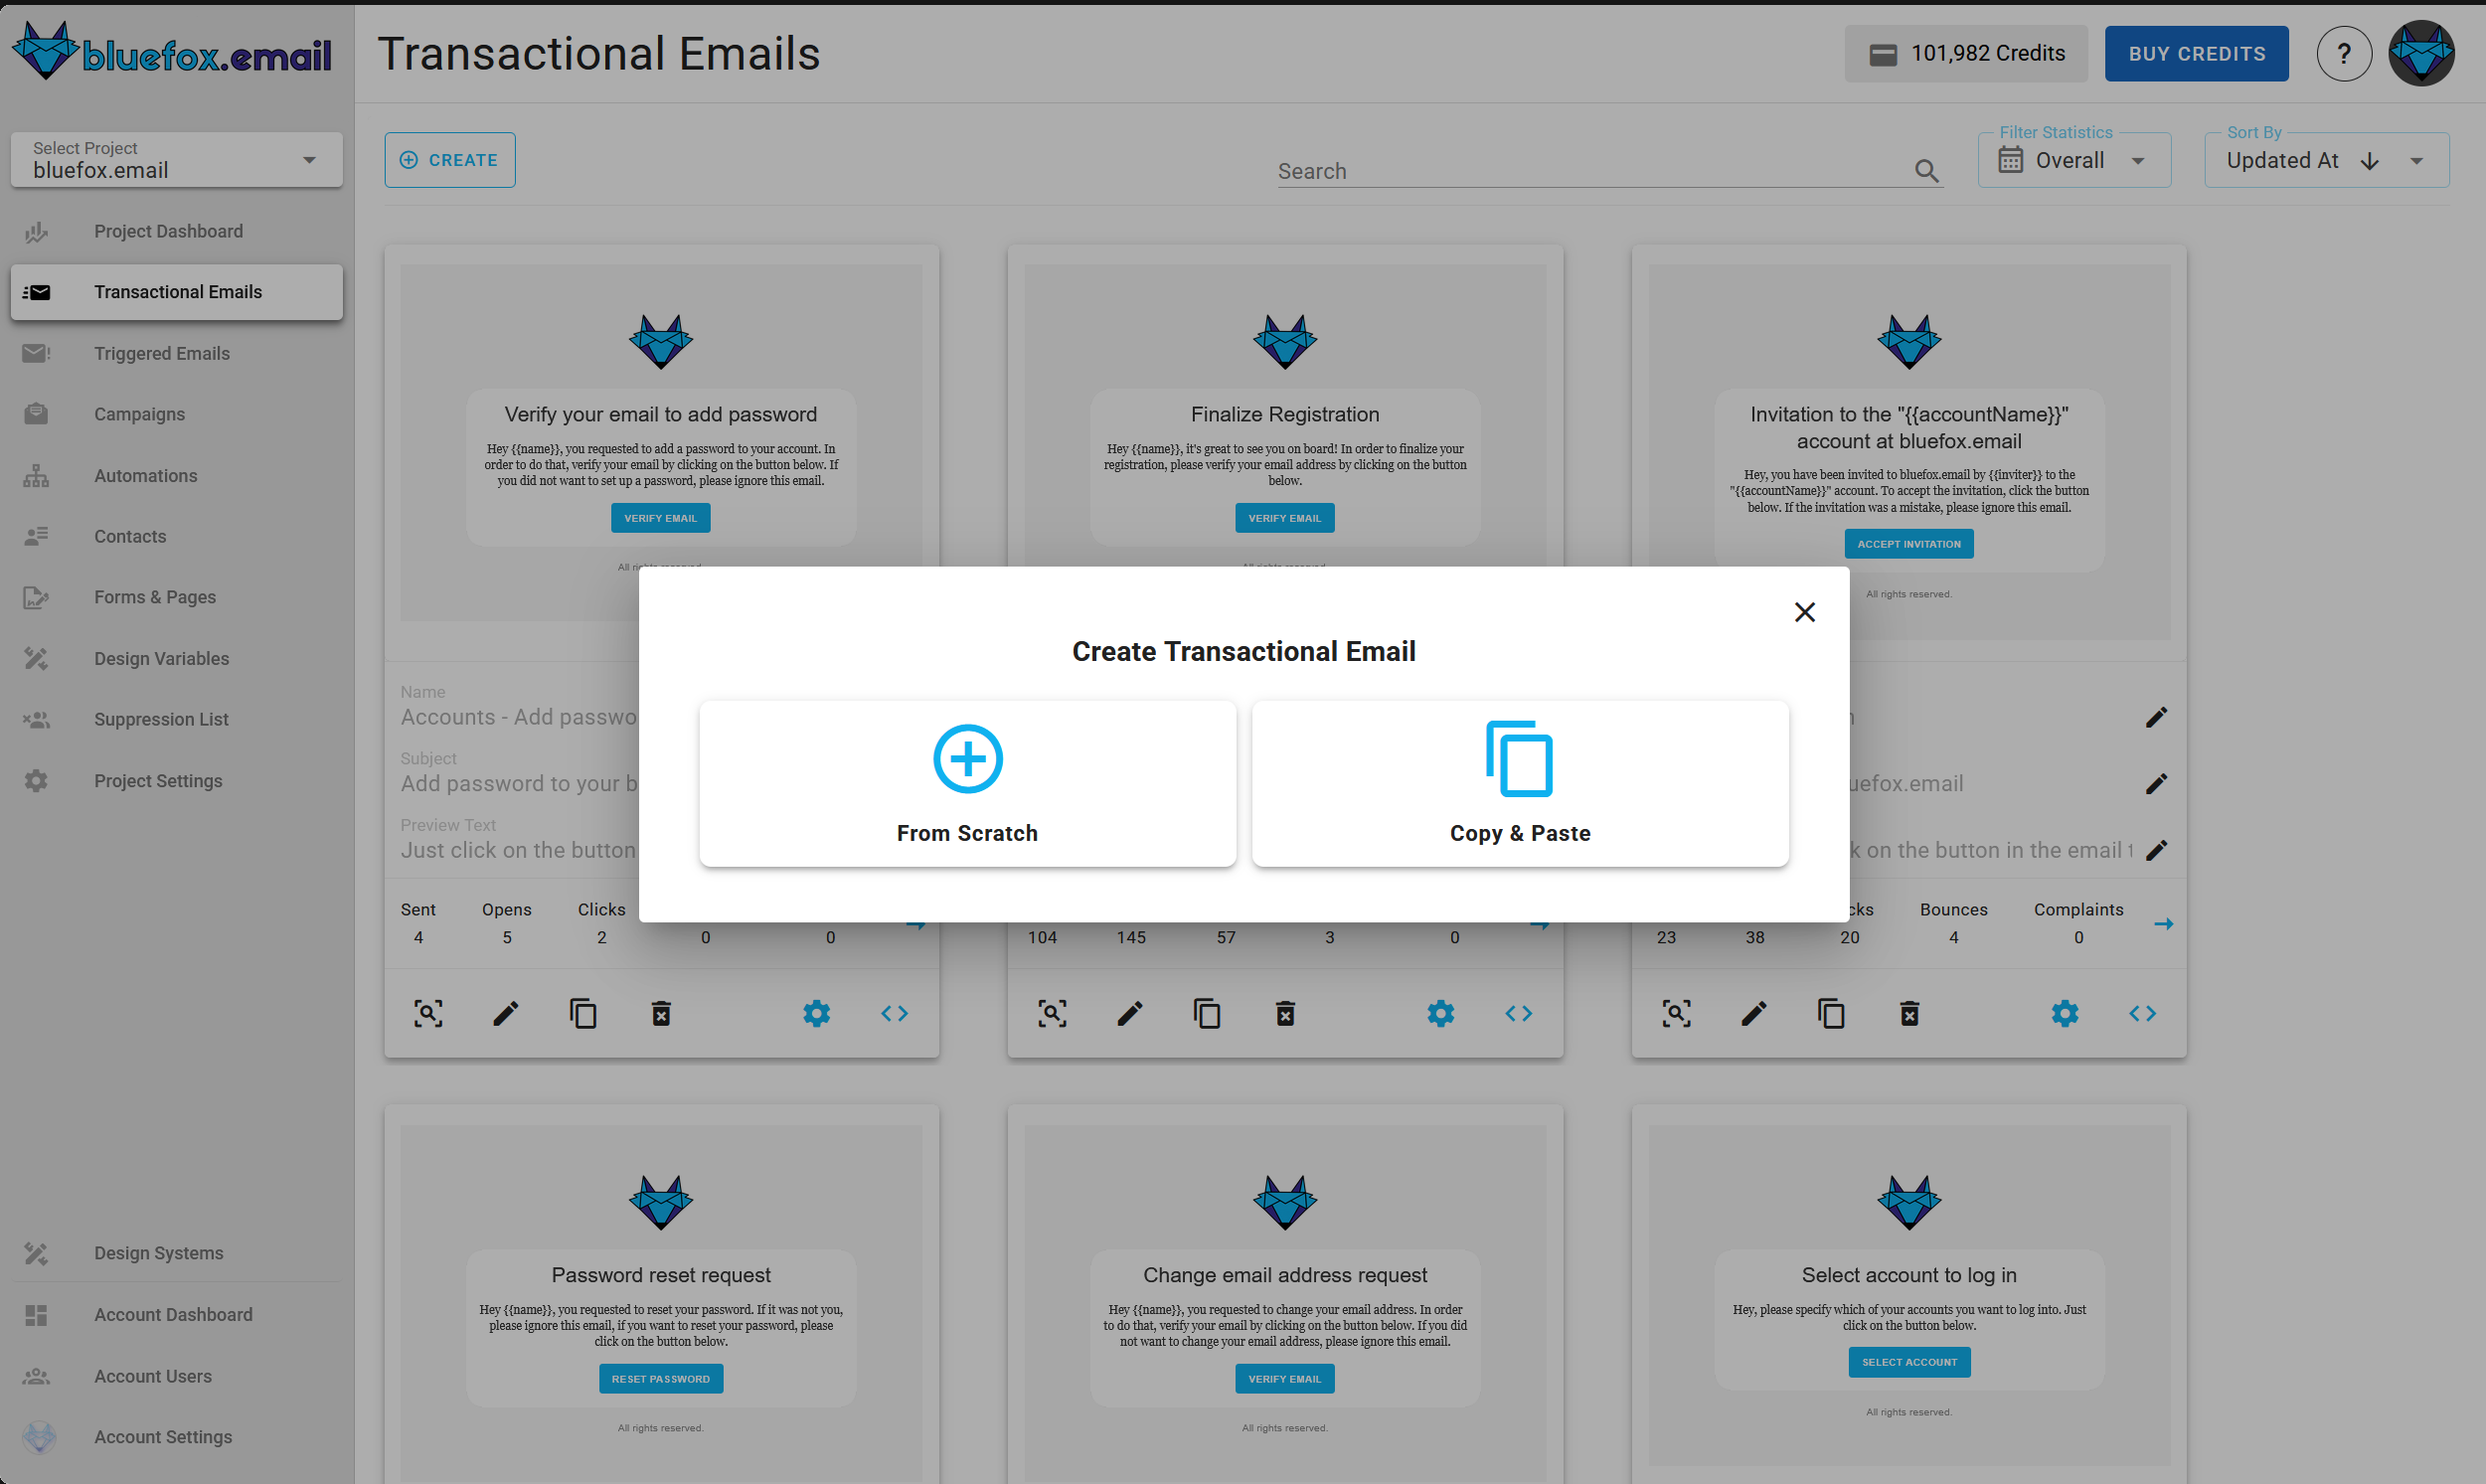 bluefox.email
Transactional Emails
101,982 Credits
BUY CREDITS
?
Select Project
bluefox.email
CREATE
Search
Filter Statistics
Overall
Sort By
Updated At
Project Dashboard
Transactional Emails
Triggered Emails
Campaigns
Automations
Contacts
Forms & Pages
Design Variables
Suppression List
Project Settings
Design Systems
Account Dashboard
Account Users
Account Settings
Verify your email to add password
Hey {{name}}, you requested to add a password to your account. In
order to do that, verify your email by clicking on the button below. If
you did not want to set up a password, please ignore this email.
VERIFY EMAIL
All rights reserved.
Finalize Registration
Hey {{name}}, it's great to see you on board! In order to finalize your
registration, please verify your email address by clicking on the button
below.
VERIFY EMAIL
All rights reserved.
Invitation to the "{{accountName}}"
account at bluefox.email
Hey, you have been invited to bluefox.email by {{inviter}} to the
"{{accountName}}" account. To accept the invitation, click the button
below. If the invitation was a mistake, please ignore this email.
ACCEPT INVITATION
All rights reserved.
Create Transactional Email
From Scratch
Copy & Paste
Name
Accounts - Add passwo
Subject
Add password to your b
Preview Text
Just click on the button
uefox.email
k on the button in the email t
Sent Opens Clicks
4 5 2 0 0
104 145 57 3 0
cks Bounces Complaints
23 38 20 4 0
Password reset request
Hey {{name}}, you requested to reset your password. If it was not you,
please ignore this email, if you want to reset your password, please
click on the button below.
RESET PASSWORD
All rights reserved.
Change email address request
Hey {{name}}, you requested to change your email address. In order
to do that, verify your email by clicking on the button below. If you did
not want to change your email address, please ignore this email.
VERIFY EMAIL
All rights reserved.
Select account to log in
Hey, please specify which of your accounts you want to log into. Just
click on the button below.
SELECT ACCOUNT
All rights reserved.